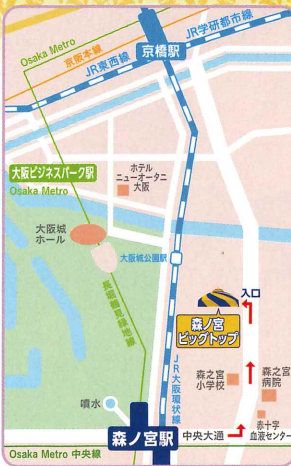 京橋駅
JR学研都市線
Osaka Metro
京阪本線
JR東西線
大阪ビジネスパーク駅
Osaka Metro
ホテル
ニューオータニ
大阪
大阪城
ホール
大阪城公園駅
長堀鶴見緑地線
入口
森ノ宮
ビッグトップ
JR大阪環状線
森之宮
小学校
森之宮
病院
噴水
森ノ宮駅
中央大通
赤十字
血液センター
Osaka Metro 中央線